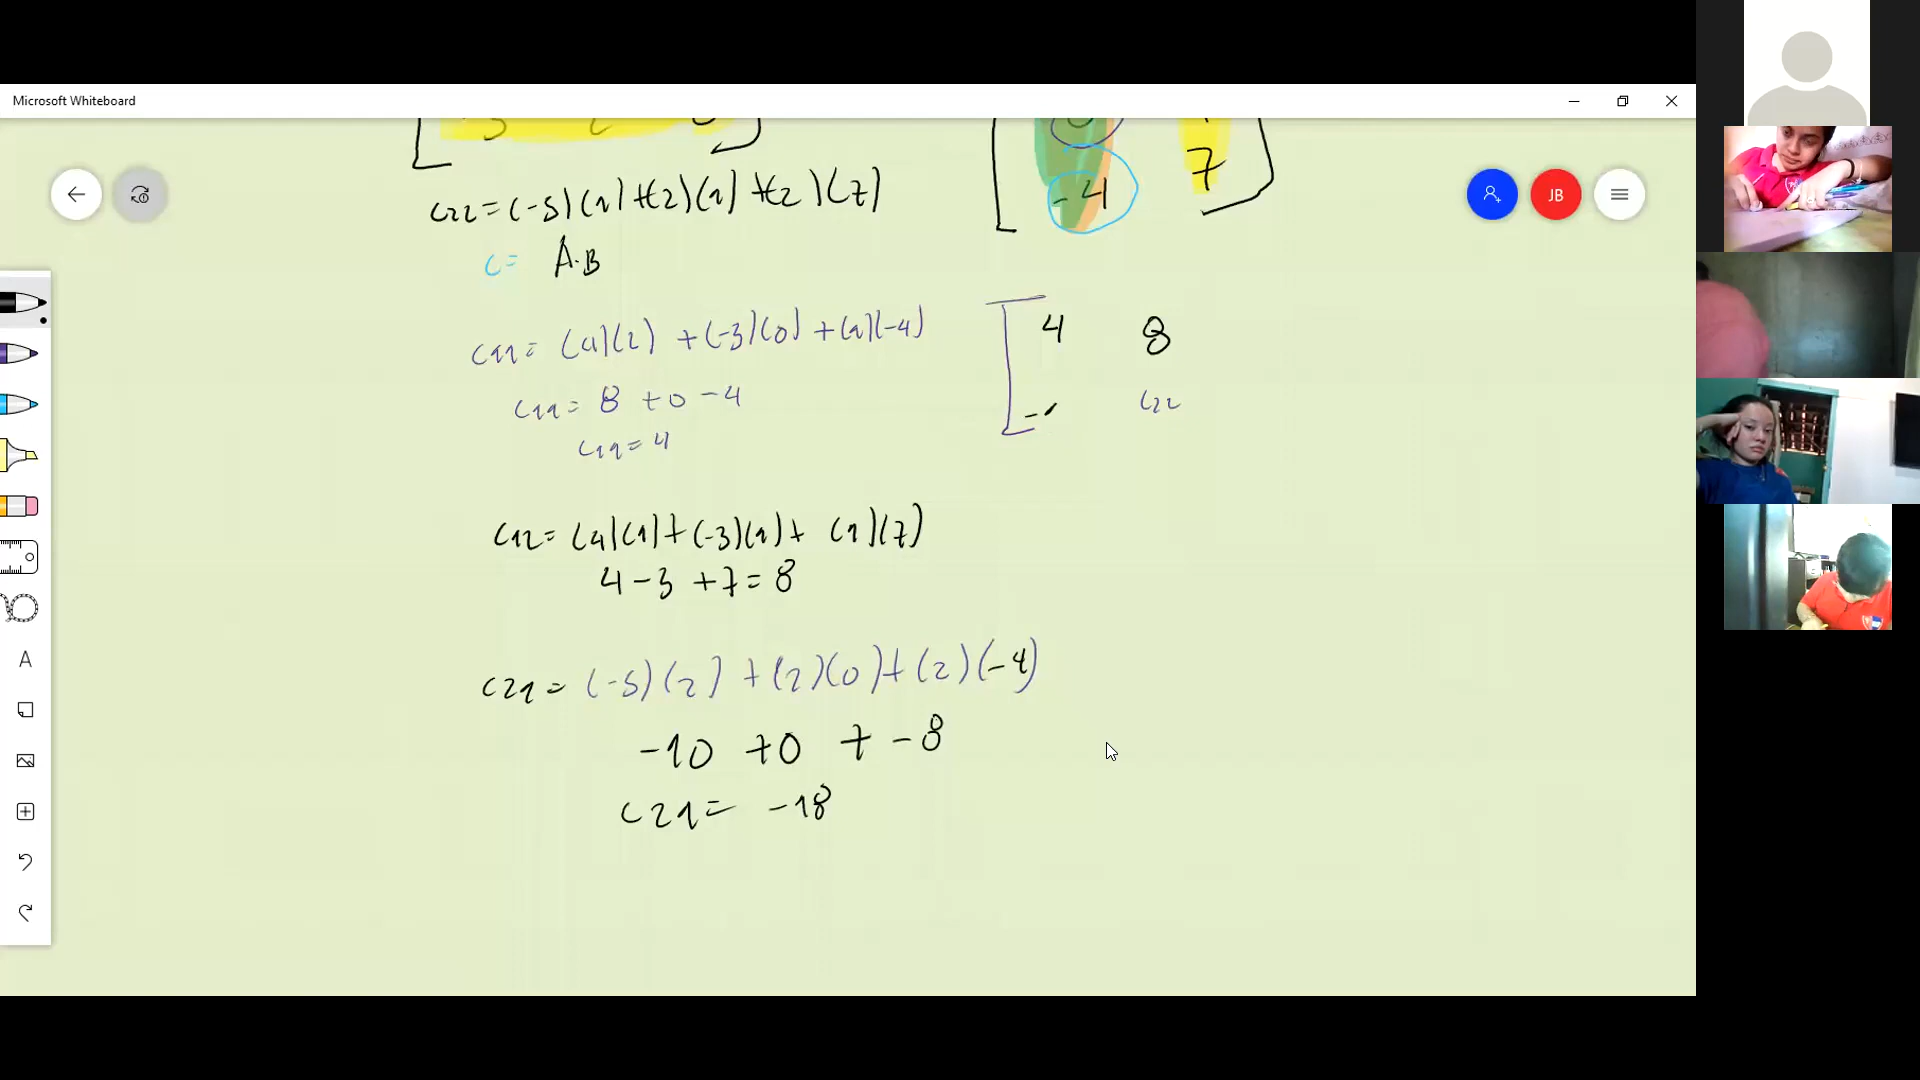 Microsoft Whiteboard
7
-4
c22=(-5)(1)+(2)(1)+(2)(7)
c= A·B
c11= (4)(2)+(-3)(0)+(1)(-4)
4 8
c11= 8 +0 -4
c22
c11=4
c12= (4)(1)+(-3)(1)+ (1)(7)
4-3 +7=8
c21= (-5)(2) +(2)(0)+(2)(-4)
-10 +0 + -8
c21= -18
JB
A